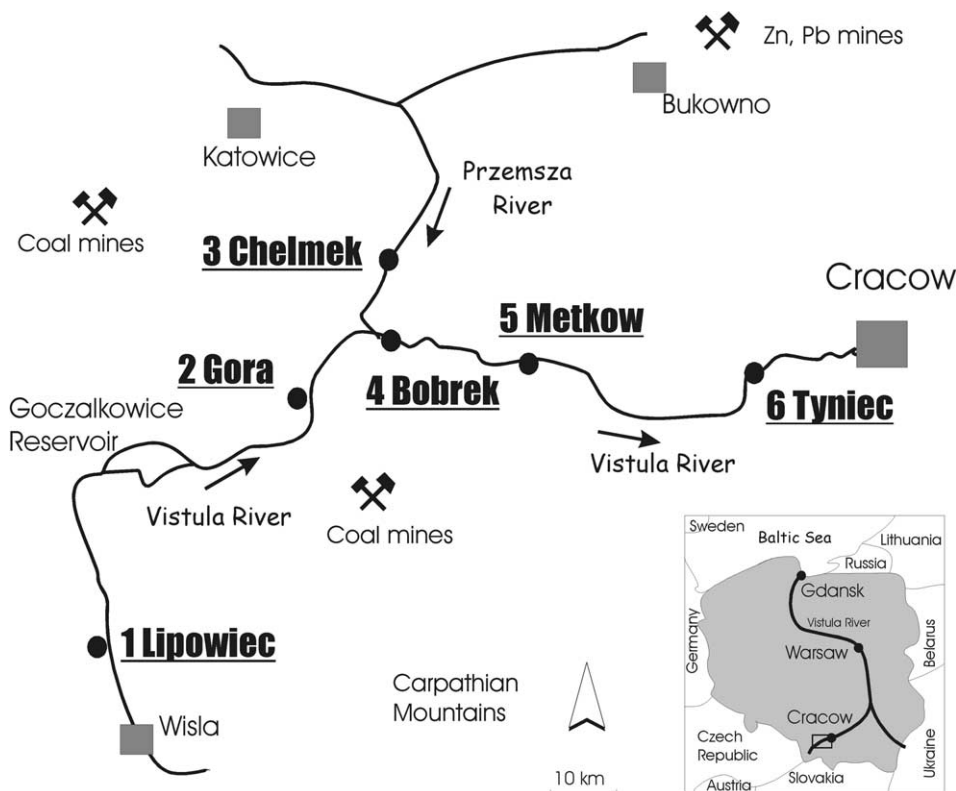 Zn, Pb mines
Bukowno
Katowice
Przemsza
River
Coal mines
3 Chelmek
Cracow
5 Metkow
2 Gora
4 Bobrek
6 Tyniec
Goczalkowice
Reservoir
Vistula River
Vistula River
Coal mines
1 Lipowiec
Wisla
Carpathian
Mountains
10 km
Sweden
Baltic Sea
Lithuania
Russia
Gdansk
Germany
Vistula River
Belarus
Warsaw
Cracow
Czech
Republic
Ukraine
Slovakia
Austria